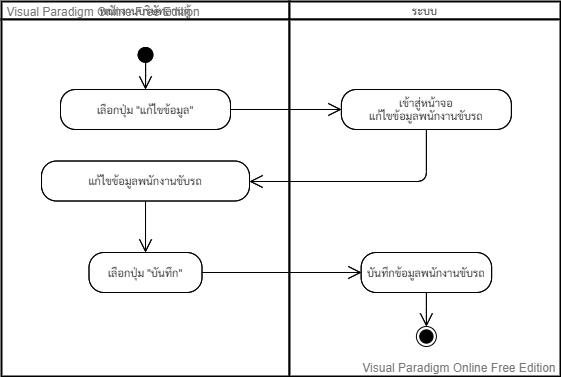 Visual Paradigm Online Free Edition
ระบบ
เลือกปุ่ม "แก้ไขข้อมูล"
เข้าสู่หน้าจอ
แก้ไขข้อมูลพนักงานขับรถ
แก้ไขข้อมูลพนักงานขับรถ
เลือกปุ่ม "บันทึก"
บันทึกข้อมูลพนักงานขับรถ
Visual Paradigm Online Free Edition